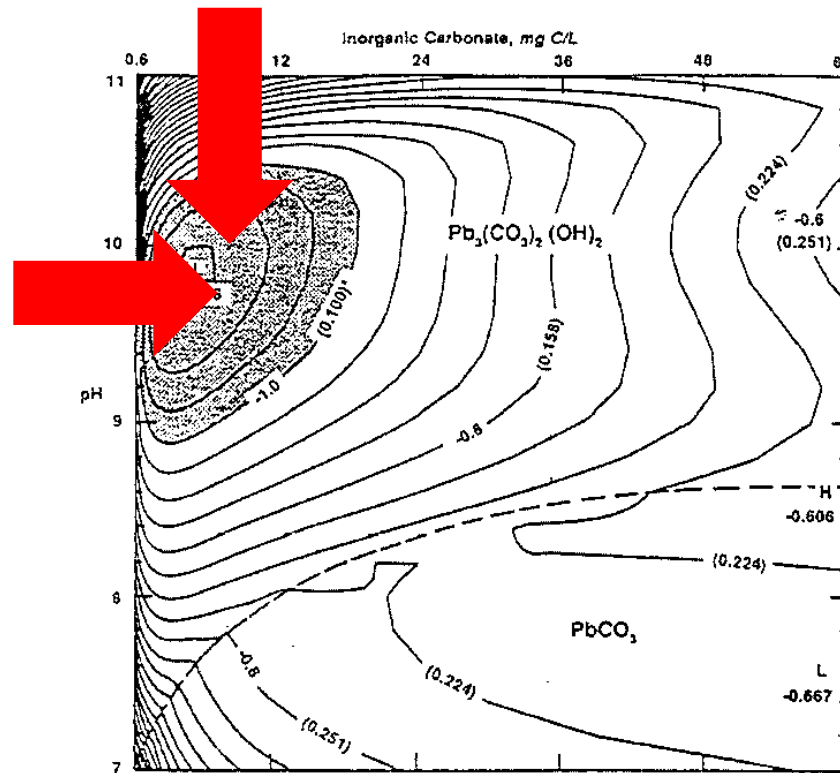 Inorganic Carbonate, mg C/L
0.6 12 24 36 48
11
(0.224)
-0.6
(0.251)
10
Pb₃(CO₃)₂ (OH)₂
(0.100)*
-1.0
(0.158)
-0.8
pH
9
H
-0.606
(0.224)
8
PbCO₃
-0.8
(0.224)
L
-0.667
(0.251)
7